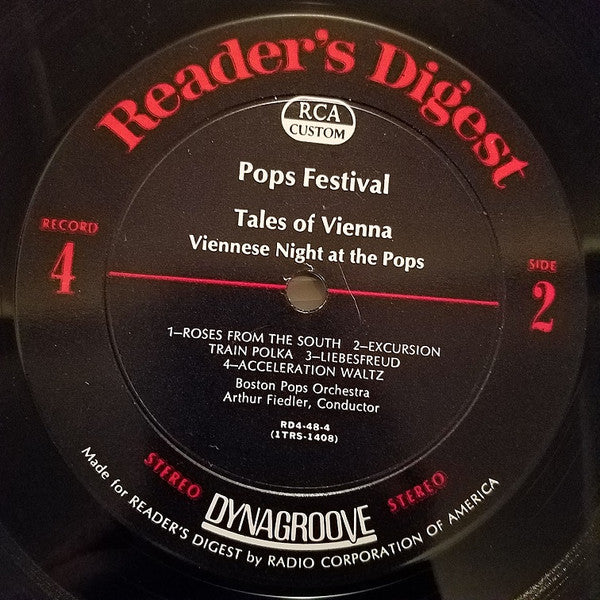 Reader's Digest
RCA
CUSTOM
Pops Festival
Tales of Vienna
Viennese Night at the Pops
RECORD
4
SIDE
2
1—ROSES FROM THE SOUTH 2—EXCURSION
TRAIN POLKA 3—LIEBESFREUD
4—ACCELERATION WALTZ
Boston Pops Orchestra
Arthur Fiedler, Conductor
RD4-48-4
(1TRS-1408)
STEREO
DYNAGROOVE
STEREO
Made for READER'S DIGEST by RADIO CORPORATION OF AMERICA